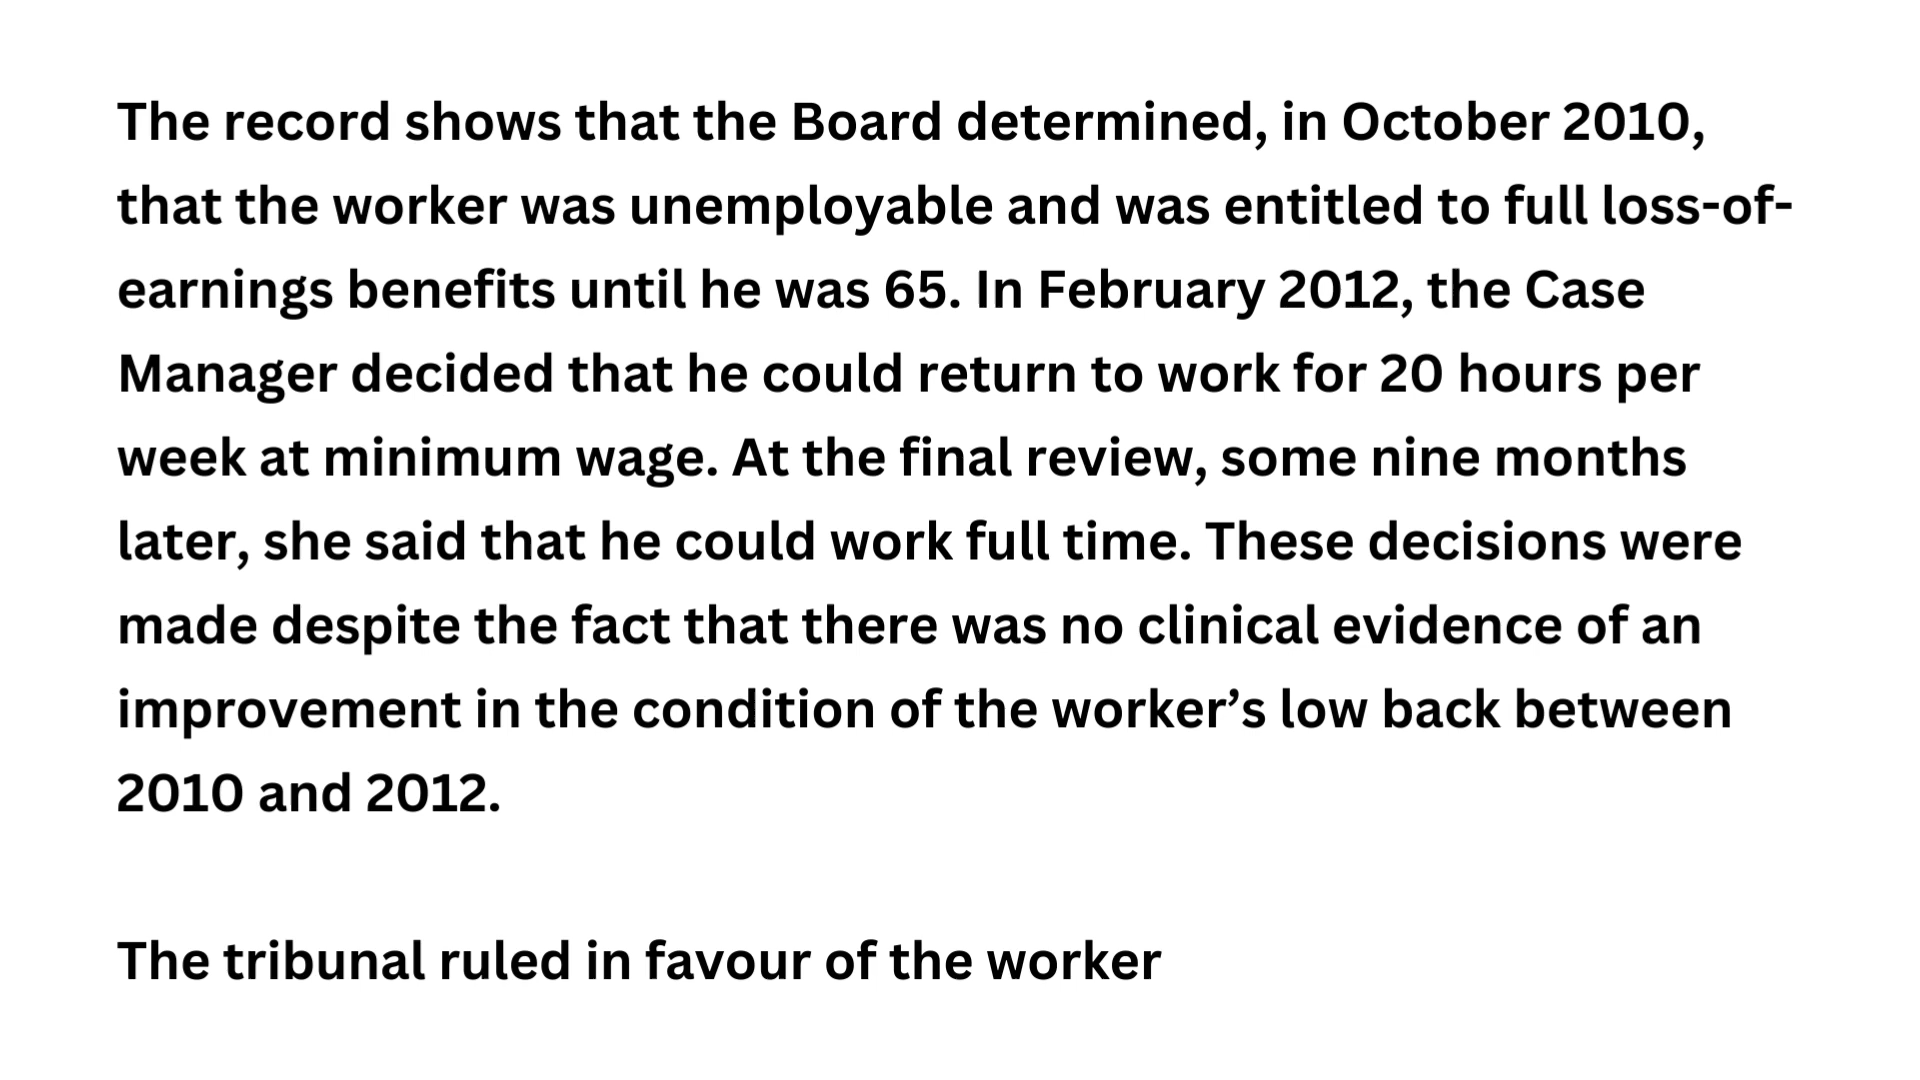 The record shows that the Board determined, in October 2010,
that the worker was unemployable and was entitled to full loss-of-
earnings benefits until he was 65. In February 2012, the Case
Manager decided that he could return to work for 20 hours per
week at minimum wage. At the final review, some nine months
later, she said that he could work full time. These decisions were
made despite the fact that there was no clinical evidence of an
improvement in the condition of the worker’s low back between
2010 and 2012.
The tribunal ruled in favour of the worker